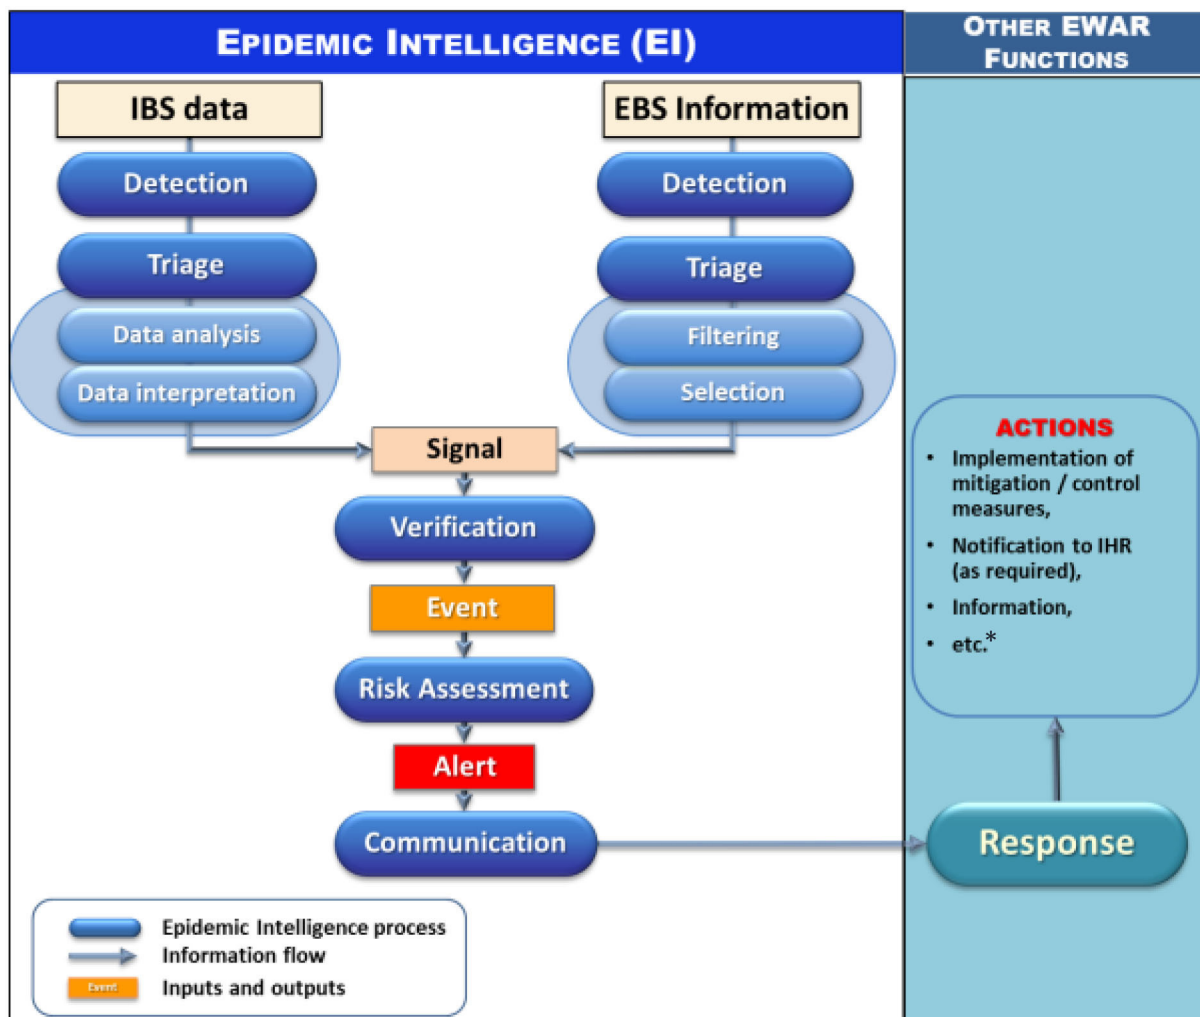 EPIDEMIC INTELLIGENCE (EI)
OTHER EWAR
FUNCTIONS
IBS data
EBS Information
Detection
Detection
Triage
Triage
Data analysis
Filtering
Data interpretation
Selection
Signal
Verification
Event
Risk Assessment
Alert
Communication
ACTIONS
• Implementation of
mitigation / control
measures,
• Notification to IHR
(as required),
• Information,
• etc.*
Response
Epidemic Intelligence process
Information flow
Event
Inputs and outputs